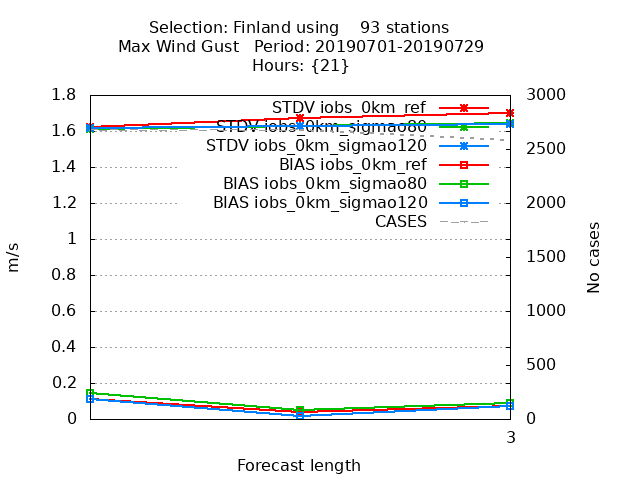 Selection: Finland using    93 stations
Max Wind Gust   Period: 20190701-20190729
Hours: {21}
1.8
1.6
1.4
1.2
1
0.8
0.6
0.4
0.2
0
m/s
STDV iobs_0km_ref
STDV iobs_0km_sigmao80
STDV iobs_0km_sigmao120
BIAS iobs_0km_ref
BIAS iobs_0km_sigmao80
BIAS iobs_0km_sigmao120
CASES
3000
2500
2000
1500
1000
500
0
No cases
3
Forecast length